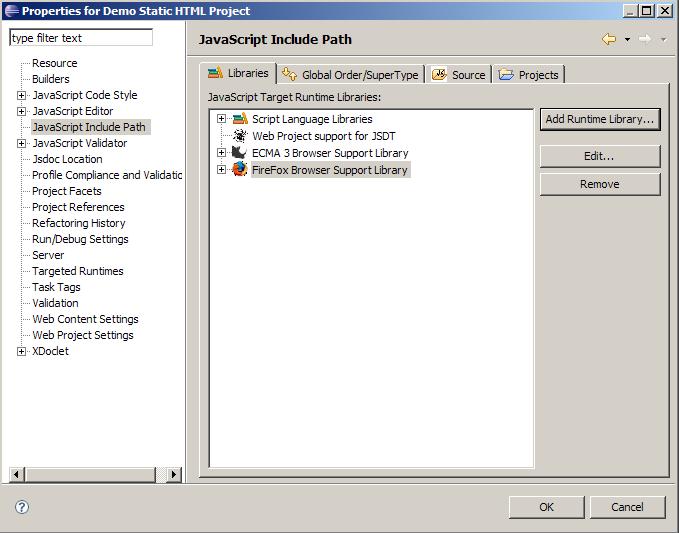 Properties for Demo Static HTML Project
type filter text
Resource
Builders
JavaScript Code Style
JavaScript Editor
JavaScript Include Path
JavaScript Validator
Jsdoc Location
Profile Compliance and Validatic
Project Facets
Project References
Refactoring History
Run/Debug Settings
Server
Targeted Runtimes
Task Tags
Validation
Web Content Settings
Web Project Settings
XDoclet
JavaScript Include Path
Libraries Global Order/SuperType Source Projects
JavaScript Target Runtime Libraries:
Script Language Libraries
Web Project support for JSDT
ECMA 3 Browser Support Library
FireFox Browser Support Library
Add Runtime Library...
Edit...
Remove
OK Cancel